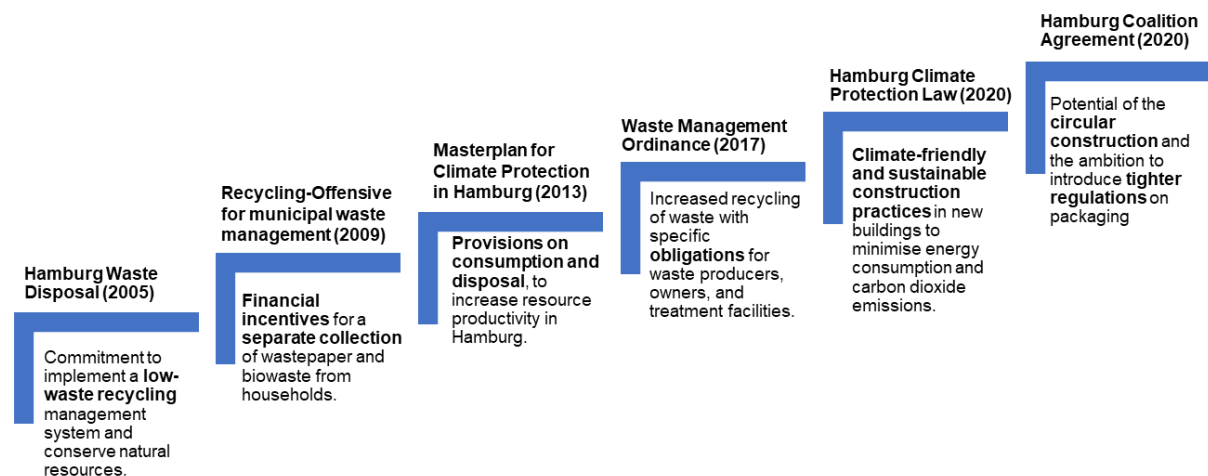 Hamburg Waste
Disposal (2005)
Commitment to
implement a low-
waste recycling
management
system and
conserve natural
resources.
Recycling-Offensive
for municipal waste
management (2009)
Financial
incentives for a
separate collection
of wastepaper and
biowaste from
households.
Masterplan for
Climate Protection
in Hamburg (2013)
Provisions on
consumption and
disposal, to
increase resource
productivity in
Hamburg.
Waste Management
Ordinance (2017)
Increased recycling
of waste with
specific
obligations for
waste producers,
owners, and
treatment facilities.
Hamburg Climate
Protection Law (2020)
Climate-friendly
and sustainable
construction
practices in new
buildings to
minimise energy
consumption and
carbon dioxide
emissions.
Hamburg Coalition
Agreement (2020)
Potential of the
circular
construction and
the ambition to
introduce tighter
regulations on
packaging